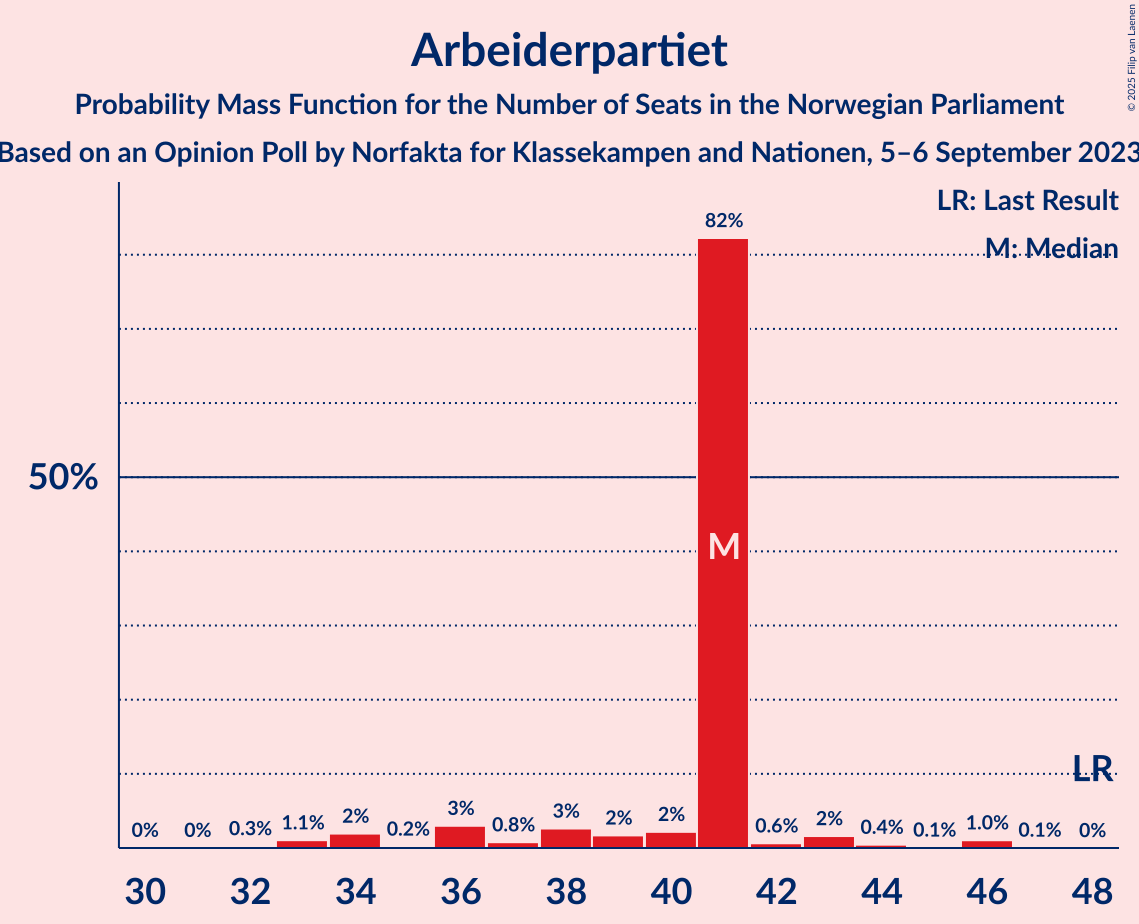 Arbeiderpartiet
Probability Mass Function for the Number of Seats in the Norwegian Parliament
Based on an Opinion Poll by Norfakta for Klassekampen and Nationen, 5–6 September 2023
© 2025 Filip van Laenen
LR: Last Result
M: Median
82%
50%
M
LR
0% 0% 0.3% 1.1% 2% 0.2% 3% 0.8% 3% 2% 2% 0.6% 2% 0.4% 0.1% 1.0% 0.1% 0%
30 32 34 36 38 40 42 44 46 48